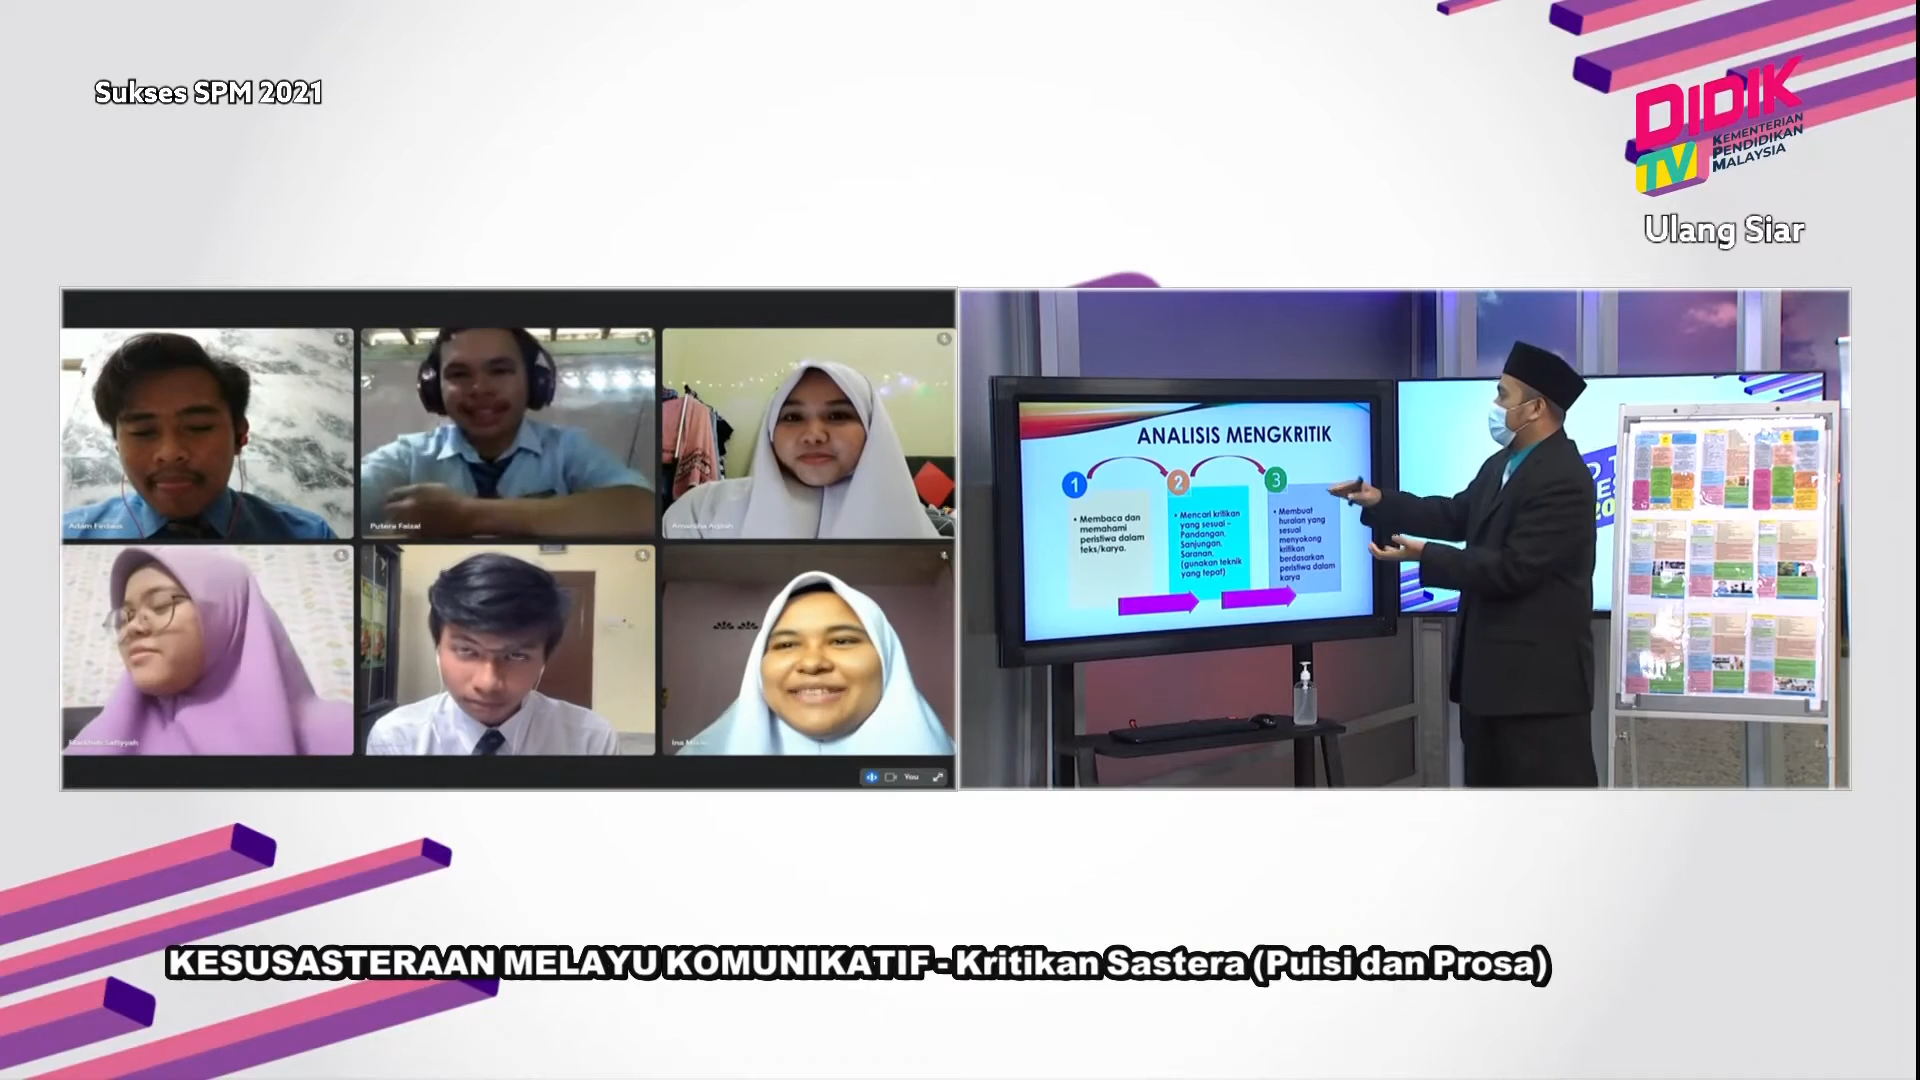 Sukses SPM 2021
DIDIK
TV
KEMENTERIAN
PENDIDIKAN
MALAYSIA
Ulang Siar
Adam Firdaus
Putera Faizal
You
ANALISIS MENGKRITIK
1
2
3
• Membaca dan
memahami
peristiwa dalam
teks/karya.
• Mencari kritikan
yang sesuai –
Pandangan,
Sanjungan,
Saranan,
(gunakan teknik
yang tepat)
• Membuat
huraian yang
sesuai
menyokong
kritikan
berdasarkan
peristiwa dalam
karya
KESUSASTERAAN MELAYU KOMUNIKATIF - Kritikan Sastera (Puisi dan Prosa)